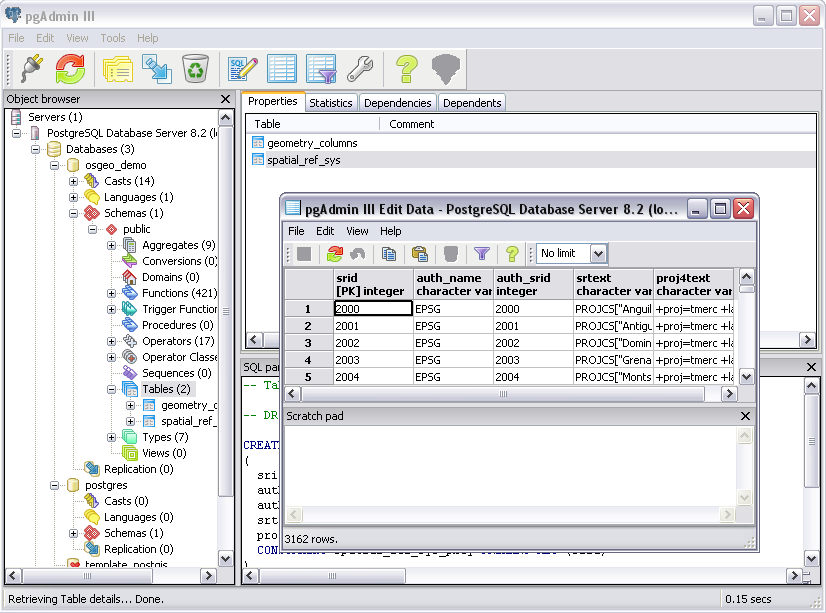 pgAdmin III
File Edit View Tools Help
SQL
Object browser
Servers (1)
PostgreSQL Database Server 8.2 (lo
Databases (3)
osgeo_demo
Casts (14)
Languages (1)
Schemas (1)
public
Aggregates (9)
Conversions (0)
Domains (0)
Functions (421)
Trigger Function
Procedures (0)
Operators (17)
Operator Classe
Sequences (0)
Tables (2)
geometry_c
spatial_ref_
Types (7)
Views (0)
Replication (0)
postgres
Casts (0)
Languages (0)
Schemas (1)
Replication (0)
template_postgis
Properties Statistics Dependencies Dependents
Table Comment
geometry_columns
spatial_ref_sys
SQL pan
-- Ta
-- DR
CREAT
(
sri
aut
aut
srt
pro
pgAdmin III Edit Data - PostgreSQL Database Server 8.2 (lo...
File Edit View Help
No limit
srid auth_name auth_srid srtext proj4text
[PK] integer character var integer character var character var
1 2000 EPSG 2000 PROJCS["Anguil +proj=tmerc +la
2 2001 EPSG 2001 PROJCS["Antigu +proj=tmerc +la
3 2002 EPSG 2002 PROJCS["Domin +proj=tmerc +la
4 2003 EPSG 2003 PROJCS["Grena +proj=tmerc +la
5 2004 EPSG 2004 PROJCS["Monts +proj=tmerc +la
Scratch pad
3162 rows.
Retrieving Table details... Done. 0.15 secs